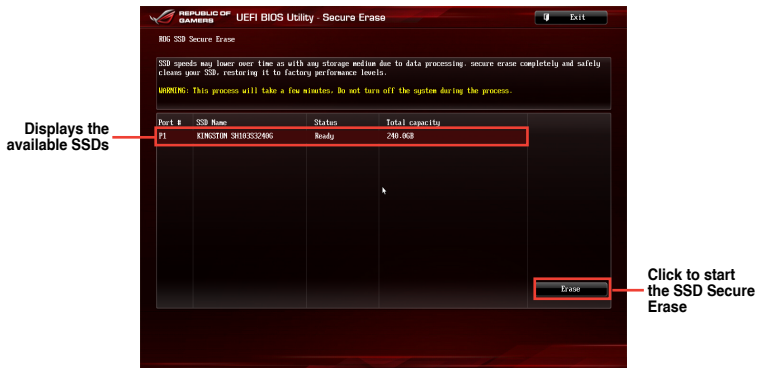 REPUBLIC OF GAMERS UEFI BIOS Utility - Secure Erase
Exit
ROG SSD Secure Erase
SSD speeds may lower over time as with any storage medium due to data processing. secure erase completely and safely
cleans your SSD, restoring it to factory performance levels.
WARNING: This process will take a few minutes, Do not turn off the system during the process.
Port # SSD Name Status Total capacity
P1 KINGSTON SH103S3240G Ready 240.0GB
Displays the
available SSDs
Erase
Click to start
the SSD Secure
Erase